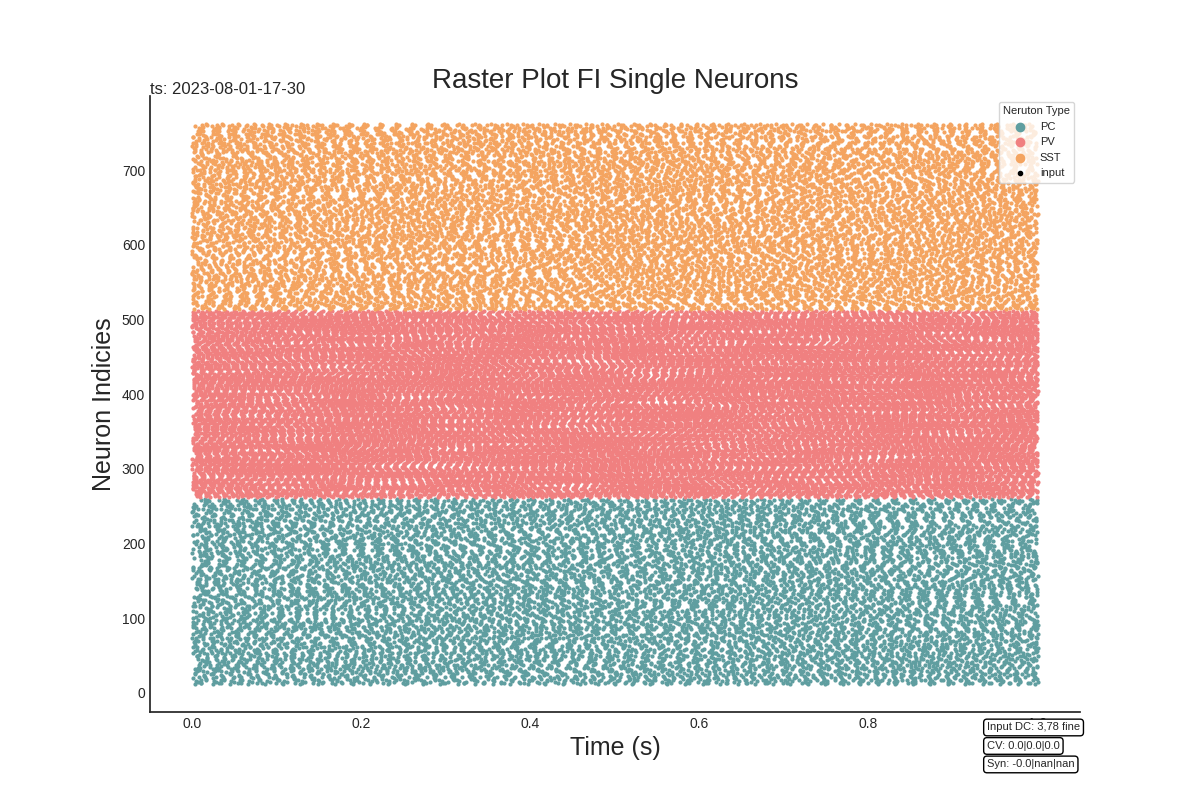 Raster Plot FI Single Neurons
ts: 2023-08-01-17-30
Neruton Type
PC
PV
SST
input
700
600
500
400
300
200
100
0
Neuron Indicies
0.0 0.2 0.4 0.6 0.8
Time (s)
Input DC: 3,78 fine
CV: 0.0|0.0|0.0
Syn: -0.0|nan|nan